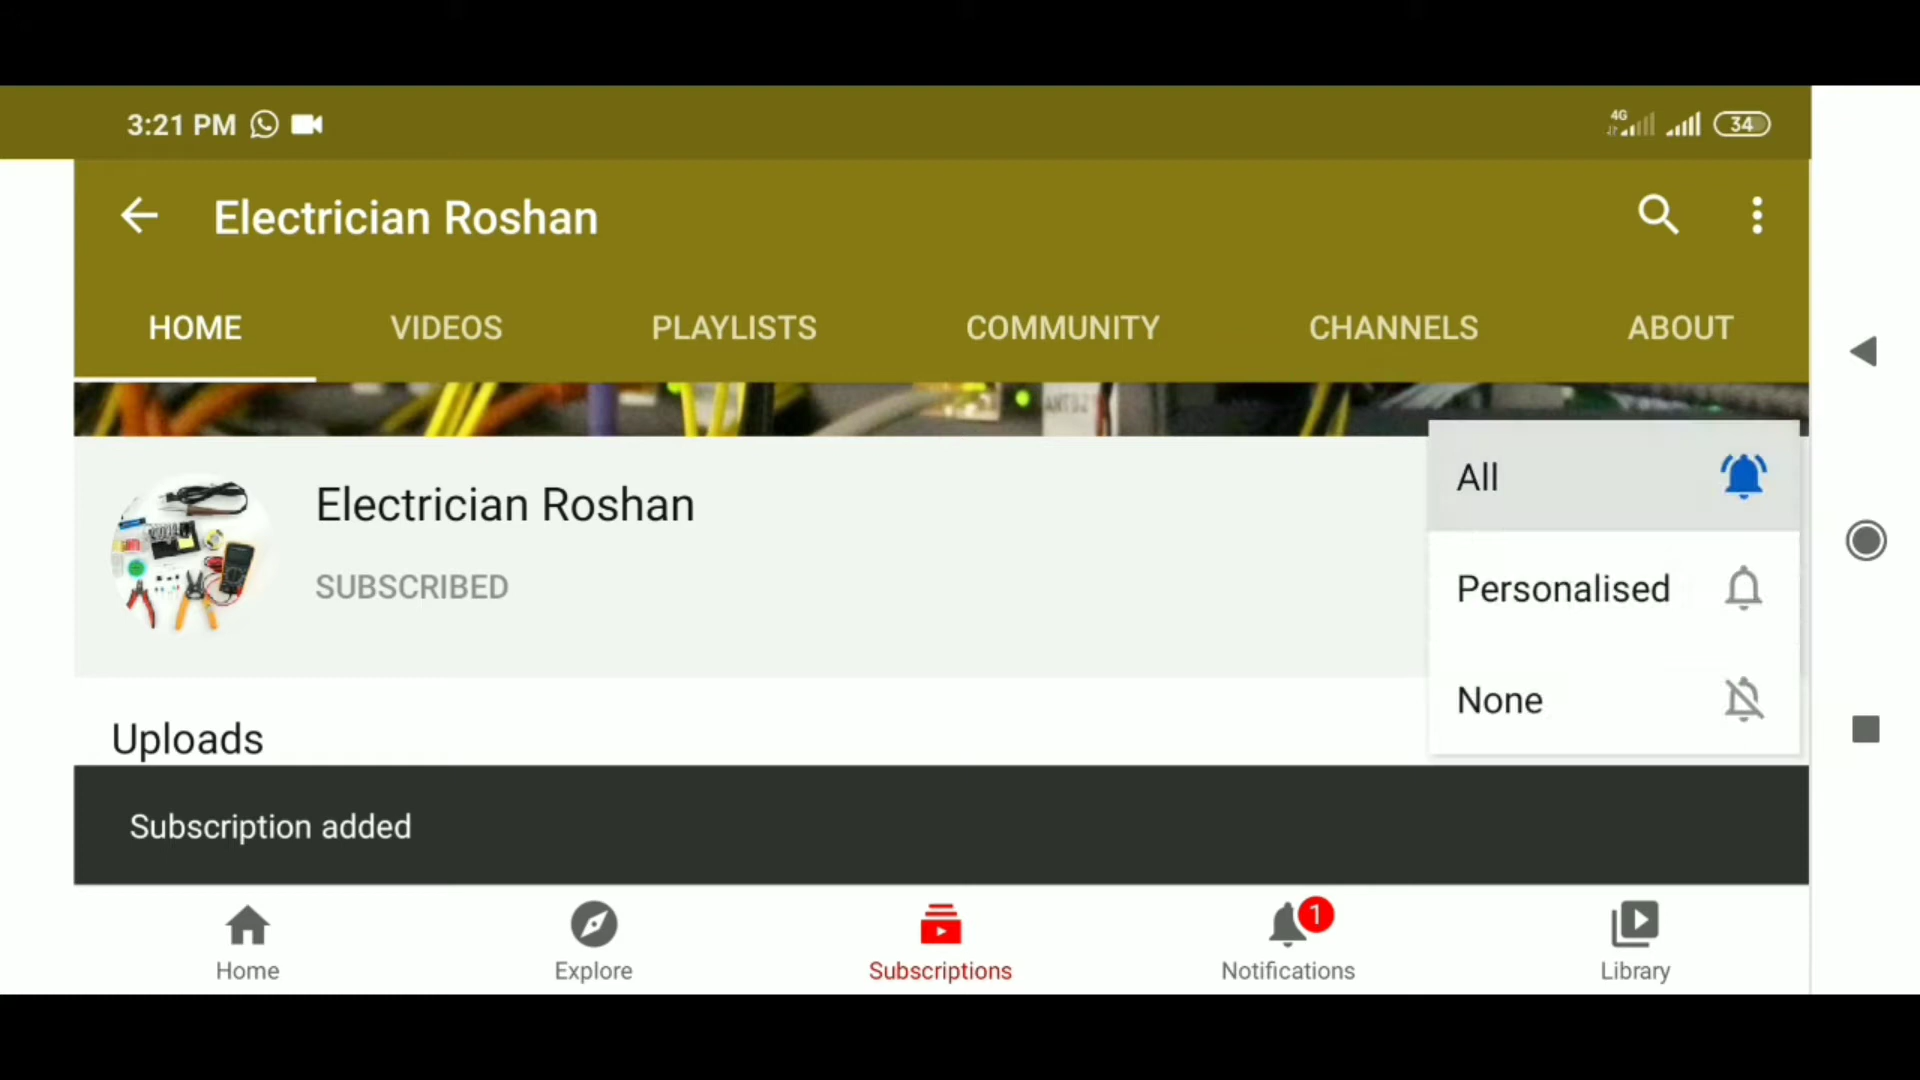 3:21 PM
4G
34
Electrician Roshan
HOME
VIDEOS
PLAYLISTS
COMMUNITY
CHANNELS
ABOUT
Electrician Roshan
SUBSCRIBED
All
Personalised
None
Uploads
Subscription added
Home
Explore
Subscriptions
1
Notifications
Library